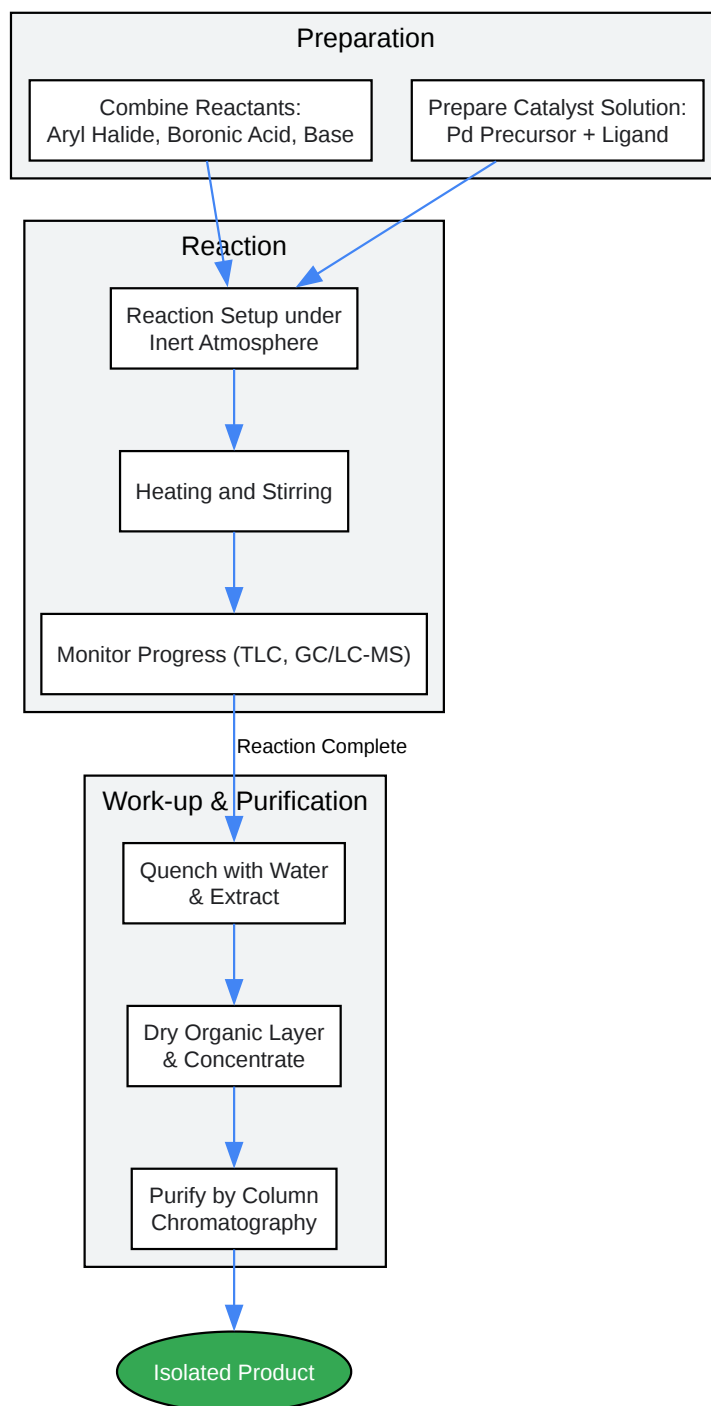 Preparation
Combine Reactants:
Aryl Halide, Boronic Acid, Base
Prepare Catalyst Solution:
Pd Precursor + Ligand
Reaction
Reaction Setup under
Inert Atmosphere
Heating and Stirring
Monitor Progress (TLC, GC/LC-MS)
Reaction Complete
Work-up & Purification
Quench with Water
& Extract
Dry Organic Layer
& Concentrate
Purify by Column
Chromatography
Isolated Product